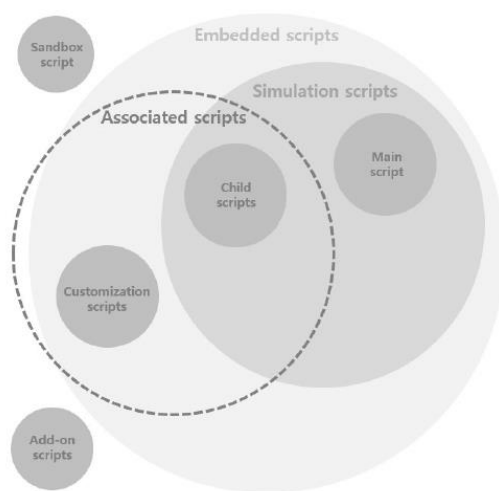 Sandbox
script
Embedded scripts
Simulation scripts
Associated scripts
Main
script
Child
scripts
Customization
scripts
Add-on
scripts